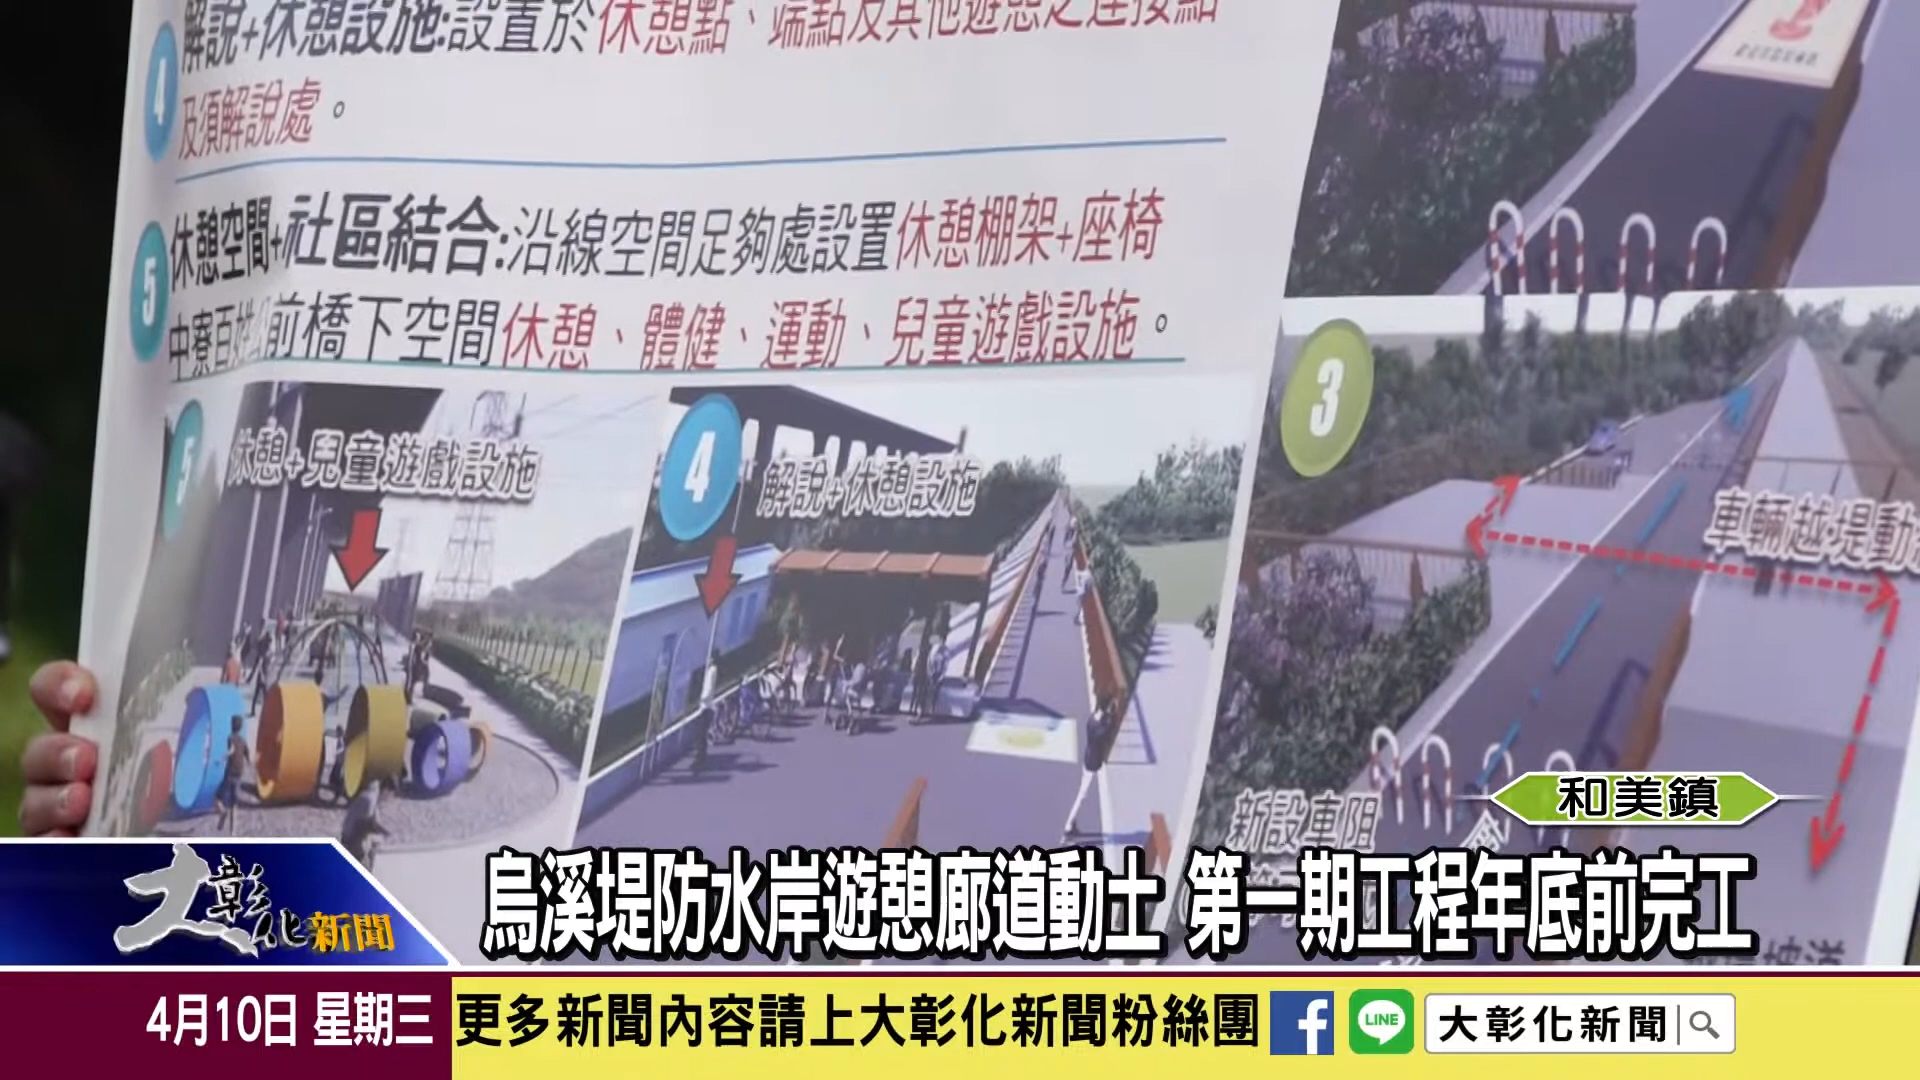 解說+休憩設施:設置於休憩點、端點及其他遊憩之連接點
4
及須解說處。
5
休憩空間+社區結合:沿線空間足夠處設置休憩棚架+座椅
中寮百姓公前橋下空間休憩、體健、運動、兒童遊戲設施。
5
休憩+兒童遊戲設施
4
解說+休憩設施
3
車輛越堤動
新設車阻
和美鎮
大彰化新聞
烏溪堤防水岸遊憩廊道動土 第一期工程年底前完工
4月10日 星期三
更多新聞內容請上大彰化新聞粉絲團
LINE
大彰化新聞